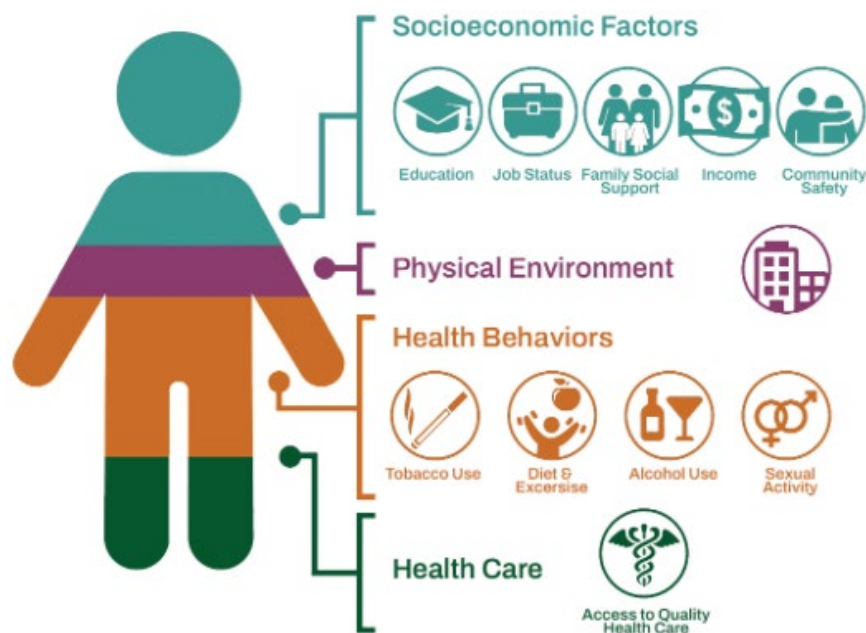 Socioeconomic Factors
Education
Job Status
Family Social
Support
Income
Community
Safety
Physical Environment
Health Behaviors
Tobacco Use
Diet &
Excersise
Alcohol Use
Sexual
Activity
Health Care
Access to Quality
Health Care